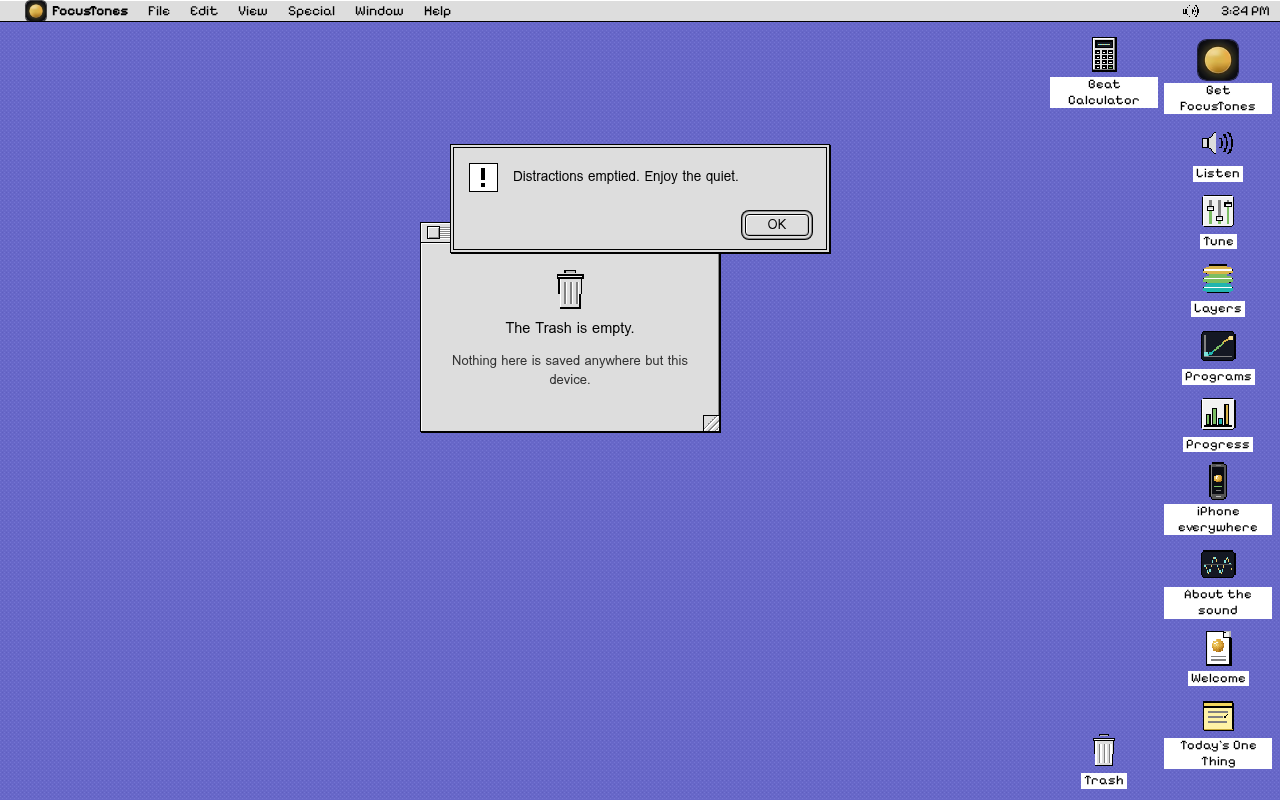 FocusTones File Edit View Special Window Help 3:24 PM
Beat
Calculator
Get
FocusTones
Listen
Tune
Layers
Programs
Progress
iPhone
everywhere
About the
sound
Welcome
Today's One
Thing
Trash
! Distractions emptied. Enjoy the quiet.
OK
The Trash is empty.
Nothing here is saved anywhere but this
device.